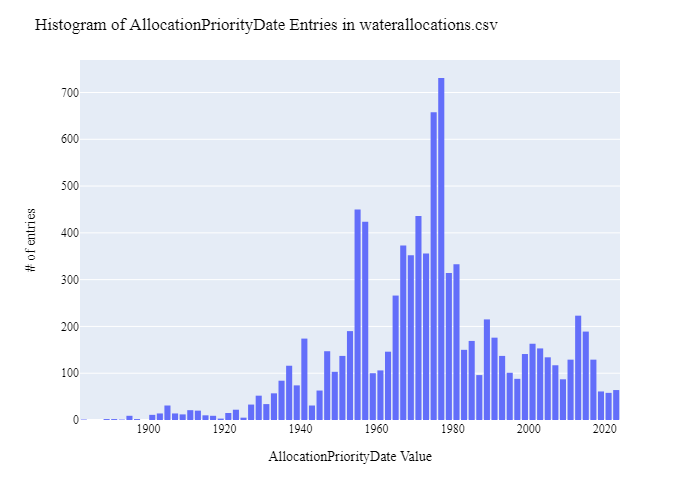 Histogram of AllocationPriorityDate Entries in waterallocations.csv
700
600
500
400
300
200
100
0
# of entries
1900 1920 1940 1960 1980 2000 2020
AllocationPriorityDate Value